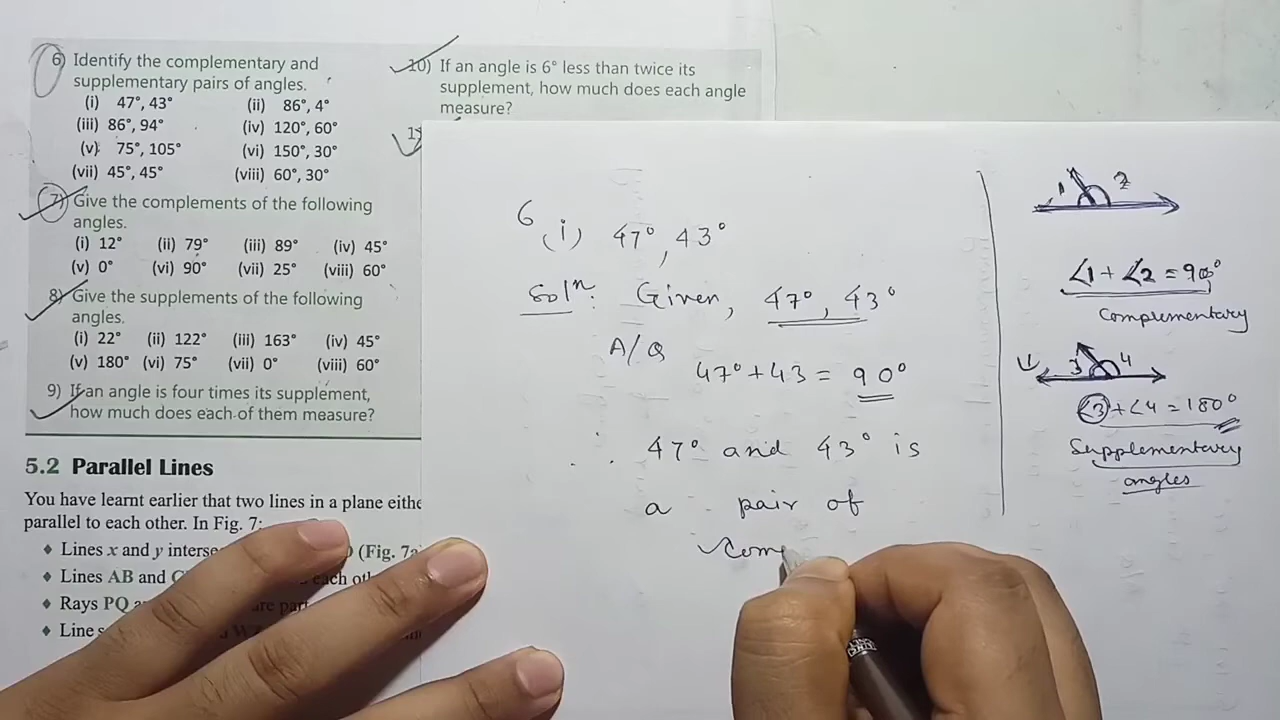 6) Identify the complementary and
supplementary pairs of angles.
(i) 47°, 43° (ii) 86°, 4°
(iii) 86°, 94° (iv) 120°, 60°
(v) 75°, 105° (vi) 150°, 30°
(vii) 45°, 45° (viii) 60°, 30°
7) Give the complements of the following
angles.
(i) 12° (ii) 79° (iii) 89° (iv) 45°
(v) 0° (vi) 90° (vii) 25° (viii) 60°
8) Give the supplements of the following
angles.
(i) 22° (ii) 122° (iii) 163° (iv) 45°
(v) 180° (vi) 75° (vii) 0° (viii) 60°
9) If an angle is four times its supplement,
how much does each of them measure?
5.2 Parallel Lines
You have learnt earlier that two lines in a plane eithe
parallel to each other. In Fig. 7:
♦ Lines x and y interse (Fig. 7a
♦ Lines AB and each ot
♦ Rays PQ are par
♦ Line
10) If an angle is 6° less than twice its
supplement, how much does each angle
measure?
6 (i) 47°, 43°
Solⁿ: Given, 47°, 43°
A/Q
47° + 43 = 90°
∴ 47° and 43° is
a pair of
Com
1 2
∠1 + ∠2 = 90°
Complementary
3 4
∠3 + ∠4 = 180°
Supplementary
angles